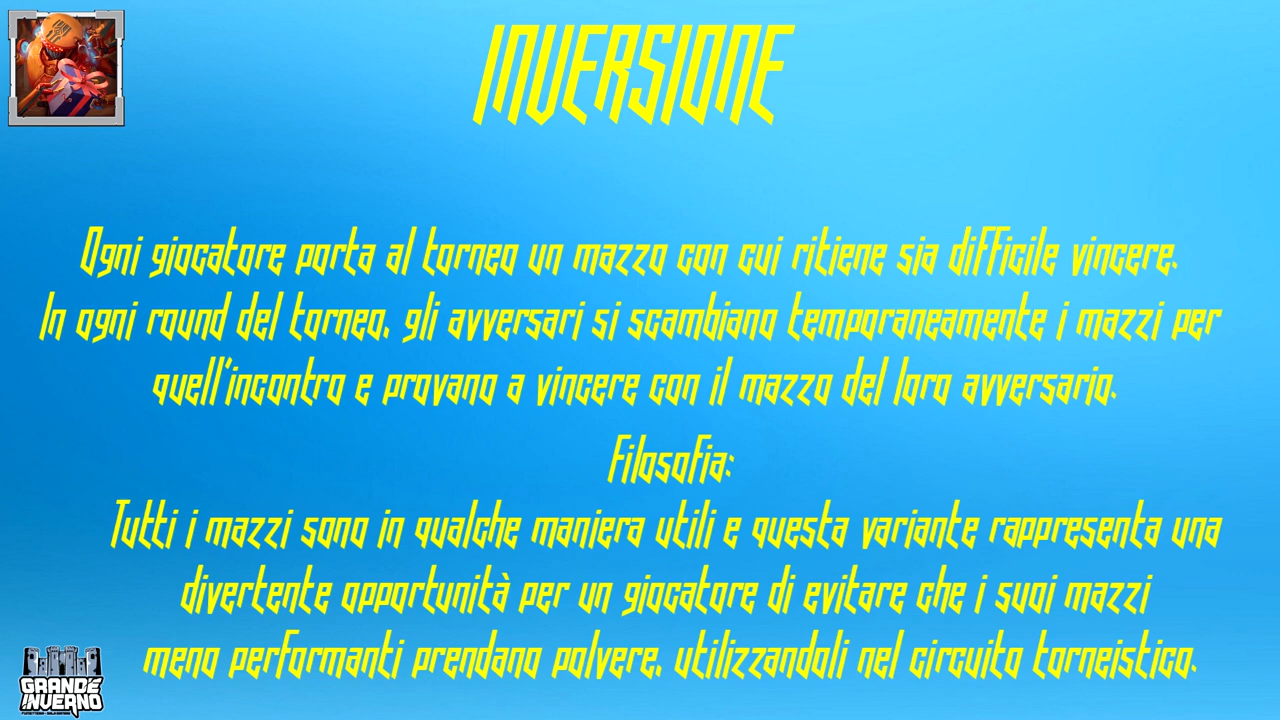 INVERSIONE
Ogni giocatore porta al torneo un mazzo con cui ritiene sia difficile vincere.
In ogni round del torneo, gli avversari si scambiano temporaneamente i mazzi per
quell'incontro e provano a vincere con il mazzo del loro avversario.
Filosofia:
Tutti i mazzi sono in qualche maniera utili e questa variante rappresenta una
divertente opportunità per un giocatore di evitare che i suoi mazzi
meno performanti prendano polvere, utilizzandoli nel circuito torneistico.
GRANDE
INVERNO